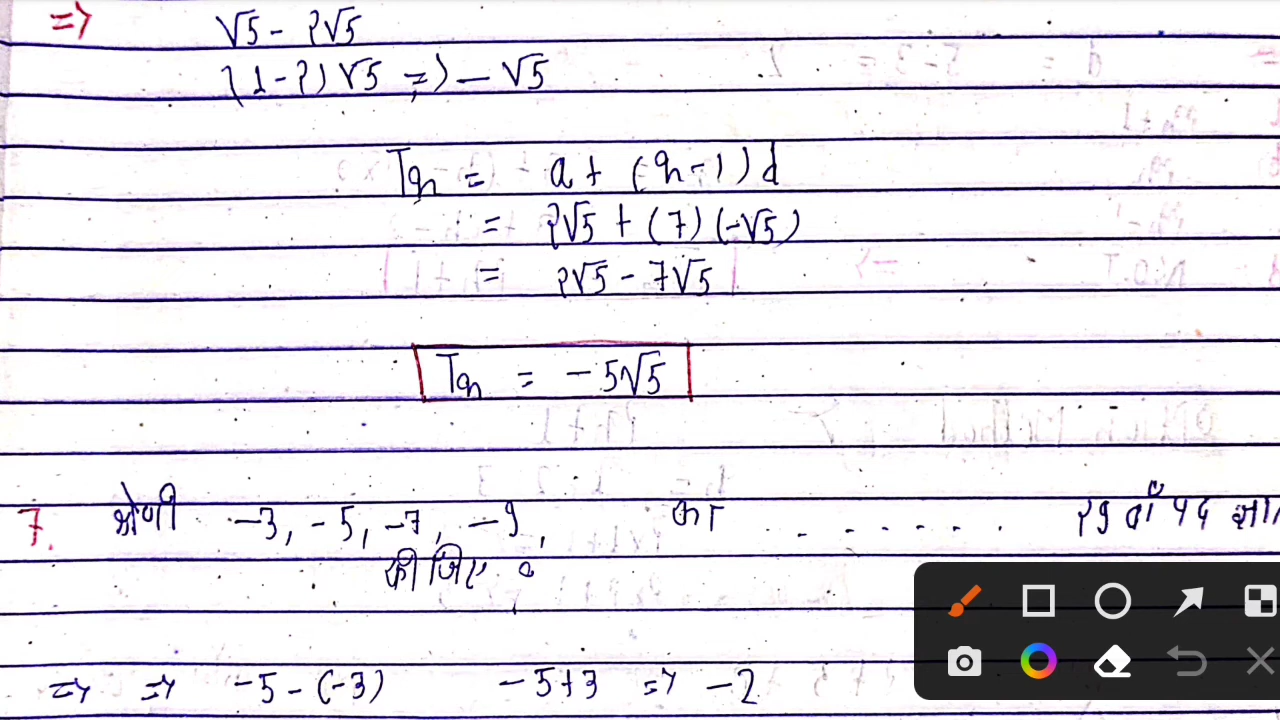 => √5 - 2√5
(1-2)√5 => - √5
Tn = a + (n-1)d
= 2√5 + (7)(-√5)
= 2√5 - 7√5
Tn = - 5√5
7. श्रेणी -3, -5, -7, -9, का ....... 29 वाँ पद
कीजिए
=> => -5 - (-3) -5+3 => -2